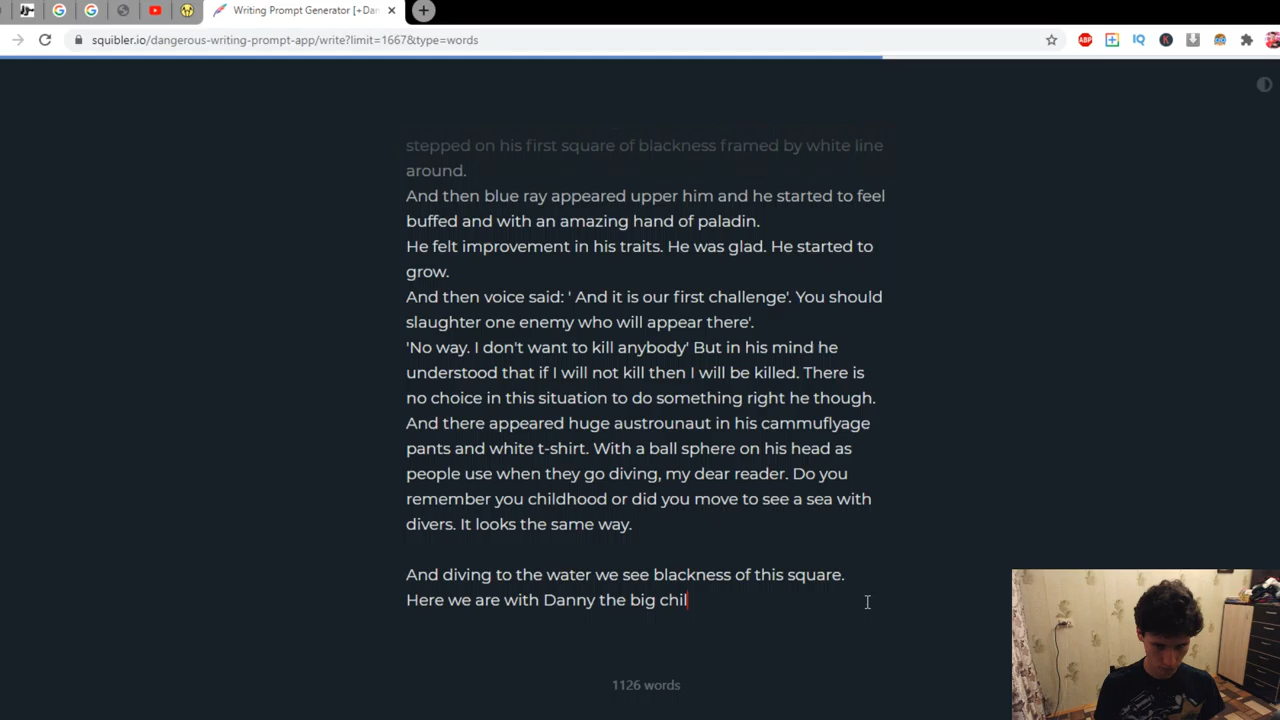 Writing Prompt Generator [+Dan
squibler.io/dangerous-writing-prompt-app/write?limit=1667&type=words
ABP
IQ
K
stepped on his first square of blackness framed by white line
around.
And then blue ray appeared upper him and he started to feel
buffed and with an amazing hand of paladin.
He felt improvement in his traits. He was glad. He started to
grow.
And then voice said: ' And it is our first challenge'. You should
slaughter one enemy who will appear there'.
'No way. I don't want to kill anybody' But in his mind he
understood that if I will not kill then I will be killed. There is
no choice in this situation to do something right he though.
And there appeared huge austrounaut in his cammuflyage
pants and white t-shirt. With a ball sphere on his head as
people use when they go diving, my dear reader. Do you
remember you childhood or did you move to see a sea with
divers. It looks the same way.
And diving to the water we see blackness of this square.
Here we are with Danny the big chil
1126 words